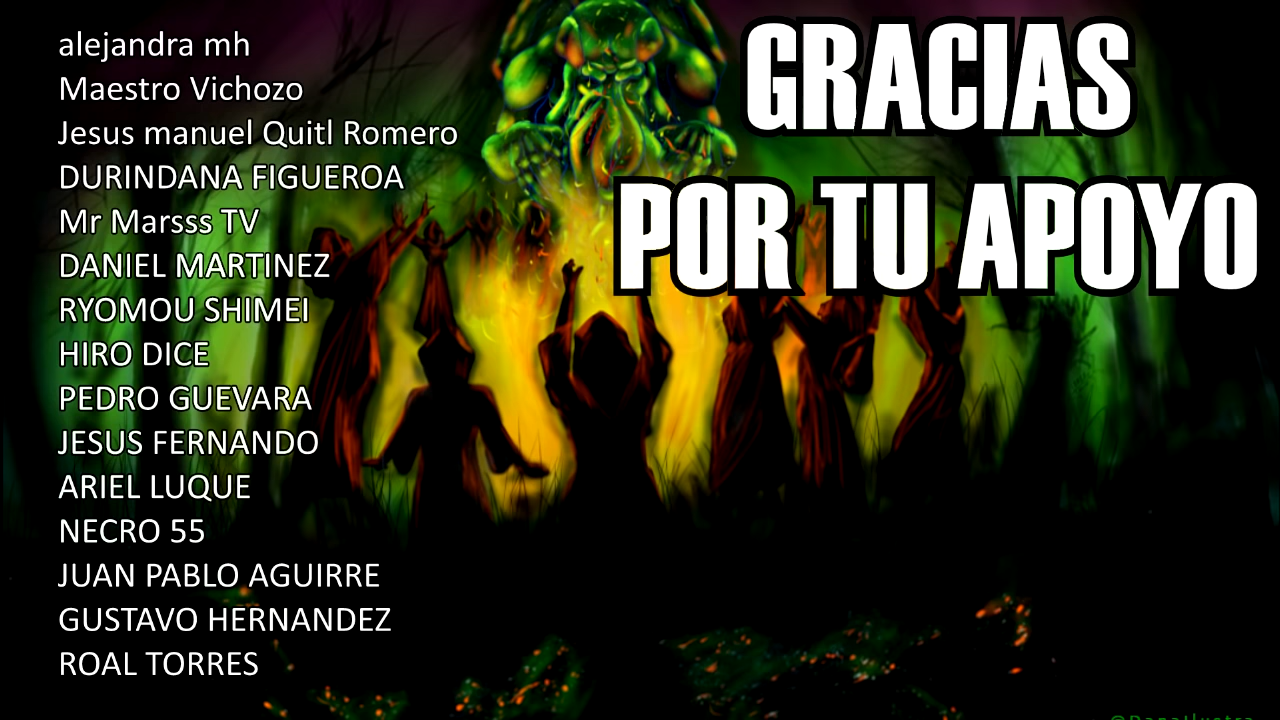 alejandra mh
Maestro Vichozo
Jesus manuel Quitl Romero
DURINDANA FIGUEROA
Mr Marsss TV
DANIEL MARTINEZ
RYOMOU SHIMEI
HIRO DICE
PEDRO GUEVARA
JESUS FERNANDO
ARIEL LUQUE
NECRO 55
JUAN PABLO AGUIRRE
GUSTAVO HERNANDEZ
ROAL TORRES
GRACIAS
POR TU APOYO